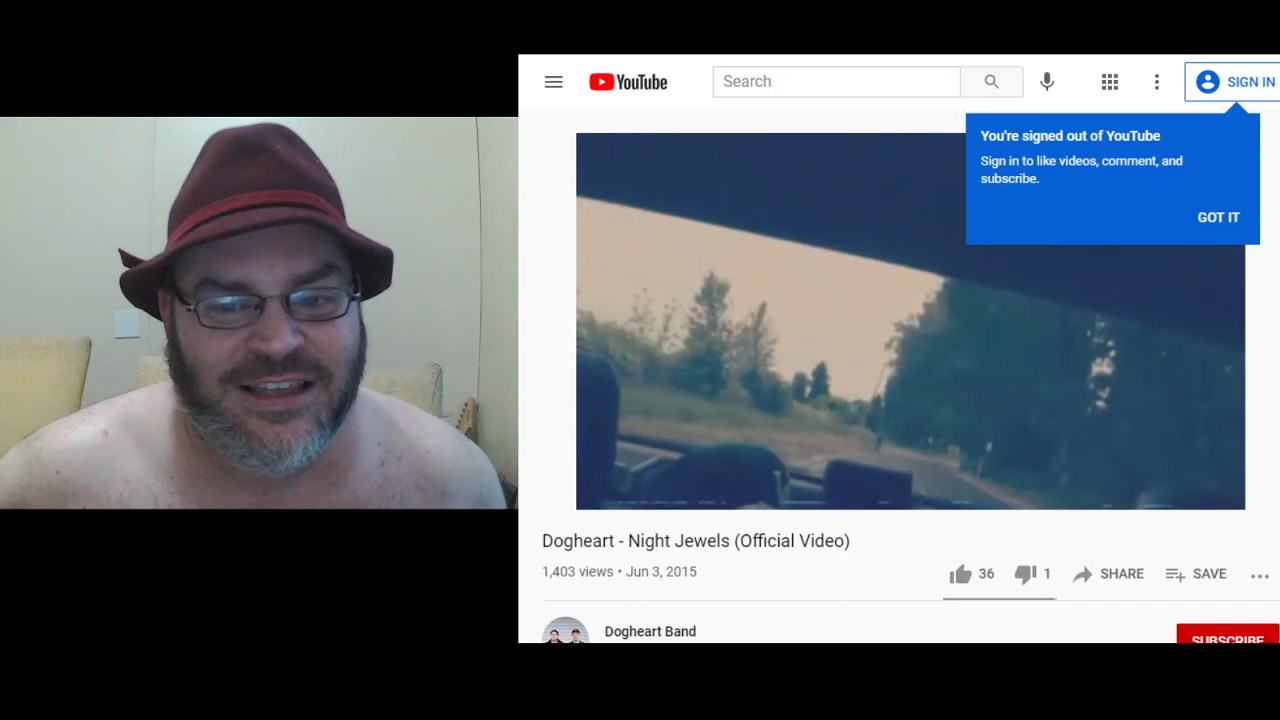 YouTube
Search
SIGN IN
You're signed out of YouTube
Sign in to like videos, comment, and
subscribe.
GOT IT
Dogheart - Night Jewels (Official Video)
1,403 views • Jun 3, 2015
36
1
SHARE
SAVE
Dogheart Band
SUBSCRIBE